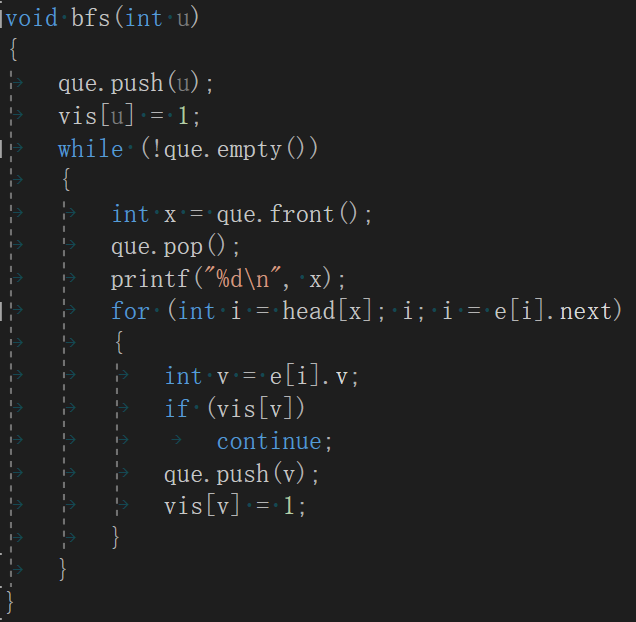 void bfs(int u)
{
    que.push(u);
    vis[u] = 1;
    while (!que.empty())
    {
        int x = que.front();
        que.pop();
        printf("%d\n", x);
        for (int i = head[x]; i; i = e[i].next)
        {
            int v = e[i].v;
            if (vis[v])
                continue;
            que.push(v);
            vis[v] = 1;
        }
    }
}